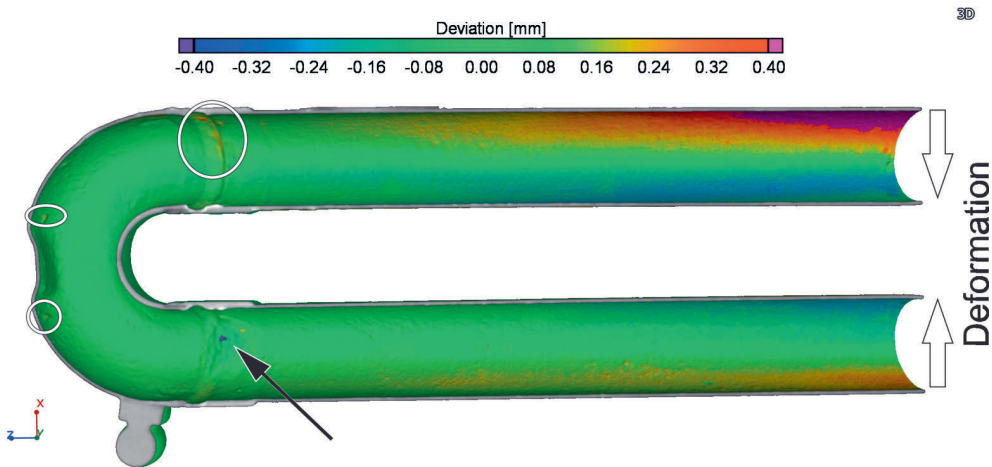 3D
Deviation [mm]
-0.40 -0.32 -0.24 -0.16 -0.08 0.00 0.08 0.16 0.24 0.32 0.40
Deformation
X
Z Y